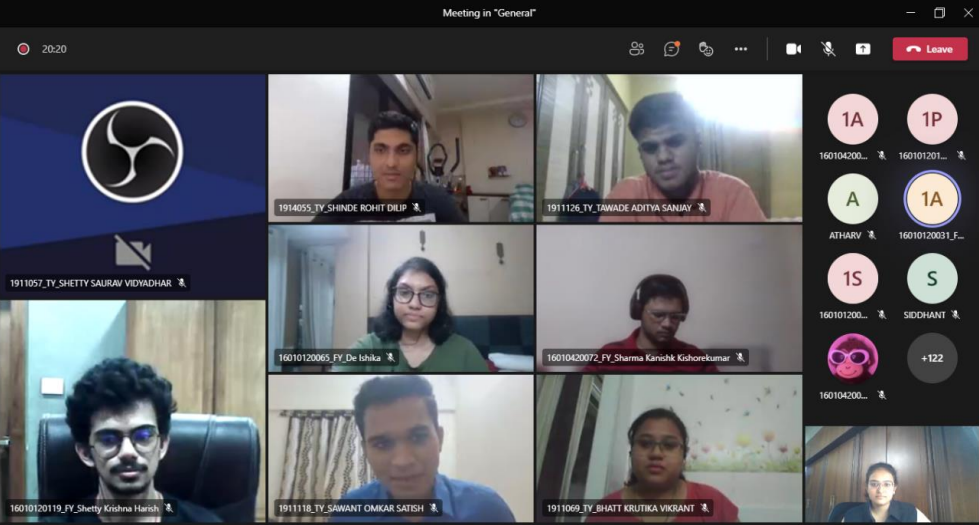 Meeting in "General"
20:20
Leave
1911057_TY_SHETTY SAURAV VIDYADHAR
1914055_TY_SHINDE ROHIT DILIP
1911126_TY_TAWADE ADITYA SANJAY
16010120065_FY_De Ishika
16010420072_FY_Sharma Kanishk Kishorekumar
16010120119_FY_Shetty Krishna Harish
1911118_TY_SAWANT OMKAR SATISH
1911069_TY_BHATT KRUTIKA VIKRANT
1A
1P
160104200...
160101201...
A
1A
ATHARV
16010120031_F...
1S
S
160101200...
SIDDHANT
+122
160104200...